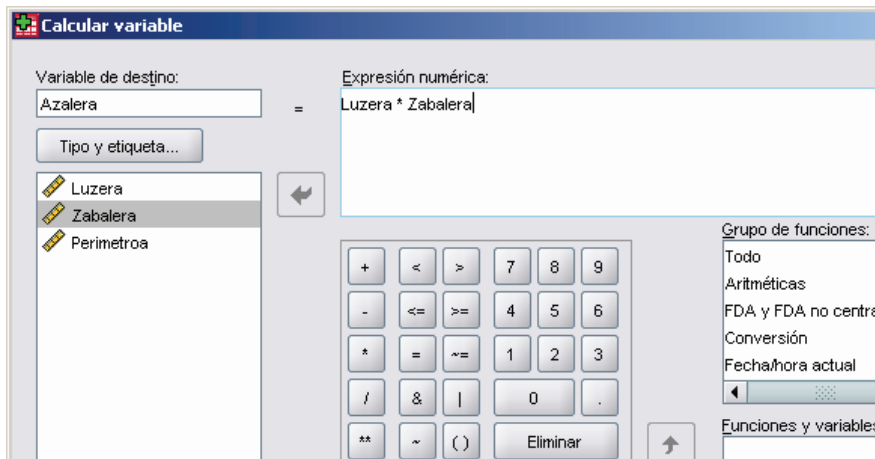 Calcular variable
Variable de destino:
Azalera
=
Expresión numérica:
Luzera * Zabalera
Tipo y etiqueta...
Luzera
Zabalera
Perimetroa
+ < > 7 8 9
- <= >= 4 5 6
* = ~= 1 2 3
/ & | 0 .
** ~ ( ) Eliminar
Grupo de funciones:
Todo
Aritméticas
FDA y FDA no centra
Conversión
Fecha/hora actual
Funciones y variables